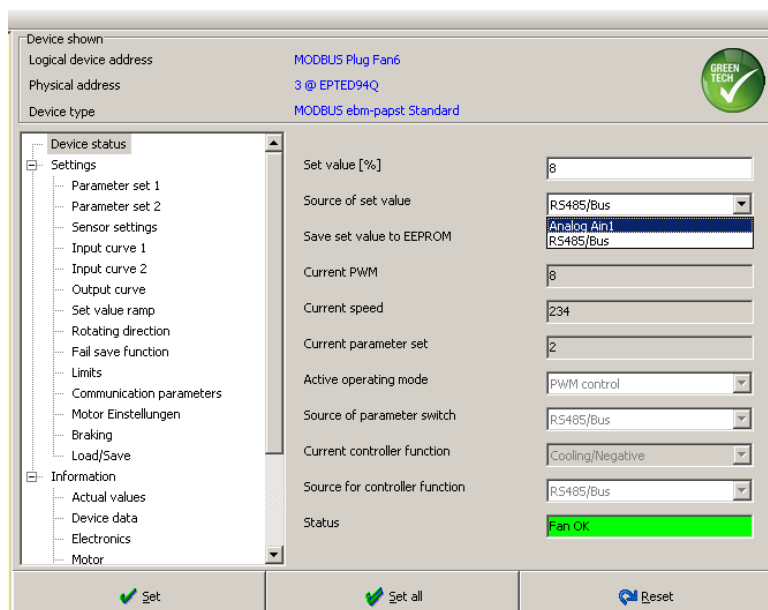 Device shown
Logical device address MODBUS Plug Fan6
Physical address 3 @ EPTED94Q
Device type MODBUS ebm-papst Standard
GREEN
TECH
Device status
Settings
Parameter set 1
Parameter set 2
Sensor settings
Input curve 1
Input curve 2
Output curve
Set value ramp
Rotating direction
Fail save function
Limits
Communication parameters
Motor Einstellungen
Braking
Load/Save
Information
Actual values
Device data
Electronics
Motor
Set value [%] 8
Source of set value RS485/Bus
Analog Ain1
RS485/Bus
Save set value to EEPROM
Current PWM 8
Current speed 234
Current parameter set 2
Active operating mode PWM control
Source of parameter switch RS485/Bus
Current controller function Cooling/Negative
Source for controller function RS485/Bus
Status Fan OK
Set Set all Reset